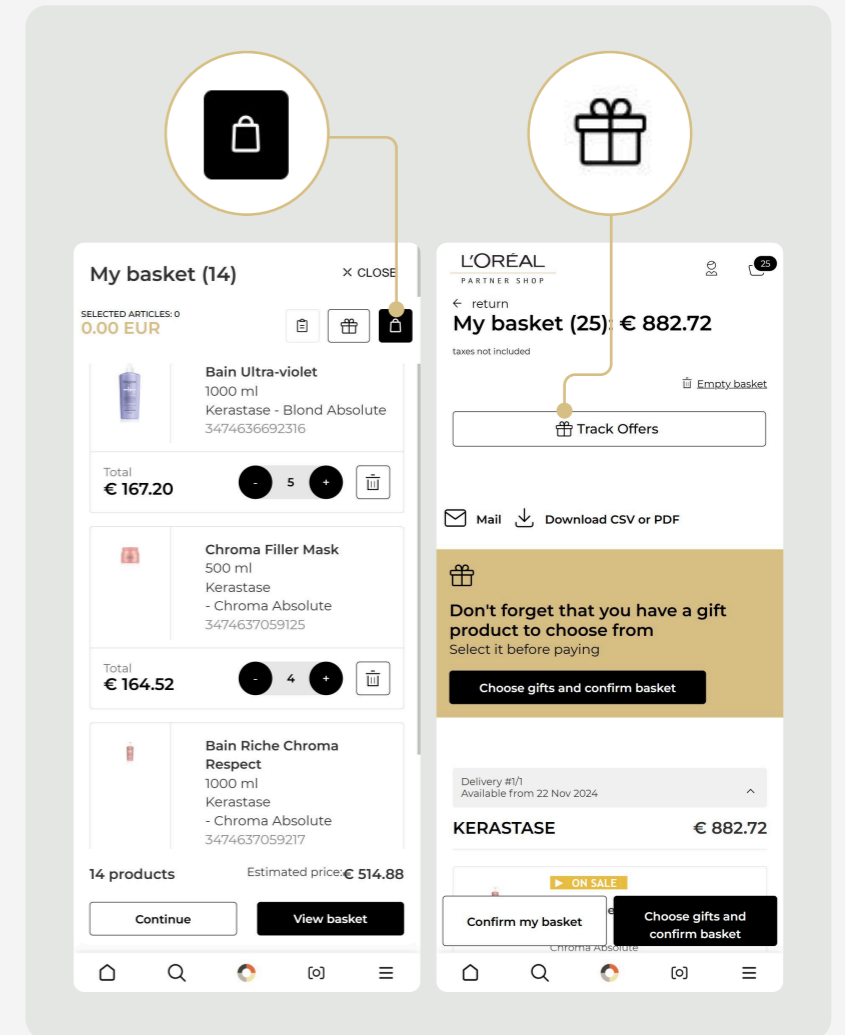 My basket (14)
× CLOSE
SELECTED ARTICLES: 0
0.00 EUR
Bain Ultra-violet
1000 ml
Kerastase - Blond Absolute
3474636692316
Total
€ 167.20
- 5 +
Chroma Filler Mask
500 ml
Kerastase
- Chroma Absolute
3474637059125
Total
€ 164.52
- 4 +
Bain Riche Chroma
Respect
1000 ml
Kerastase
- Chroma Absolute
3474637059217
14 products
Estimated price:€ 514.88
Continue
View basket
L'ORÉAL
PARTNER SHOP
25
← return
My basket (25): € 882.72
taxes not included
Empty basket
Track Offers
Mail
Download CSV or PDF
Don't forget that you have a gift
product to choose from
Select it before paying
Choose gifts and confirm basket
Delivery #1/1
Available from 22 Nov 2024
KERASTASE
€ 882.72
ON SALE
Confirm my basket
Choose gifts and
confirm basket
Chroma Absolute